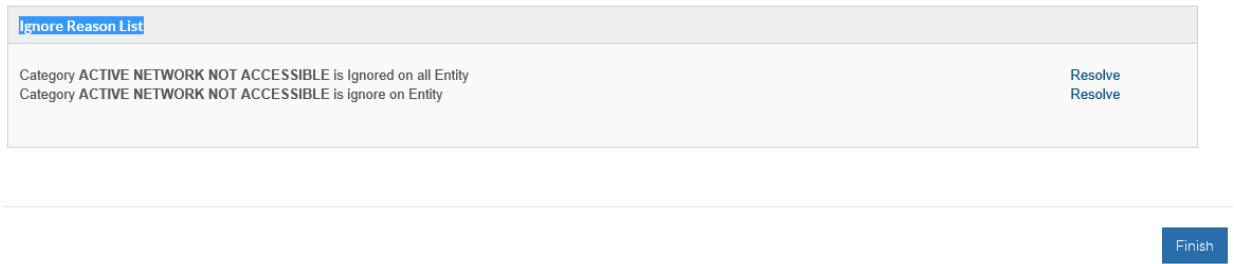 Ignore Reason List
Category ACTIVE NETWORK NOT ACCESSIBLE is Ignored on all Entity Resolve
Category ACTIVE NETWORK NOT ACCESSIBLE is ignore on Entity Resolve
Finish